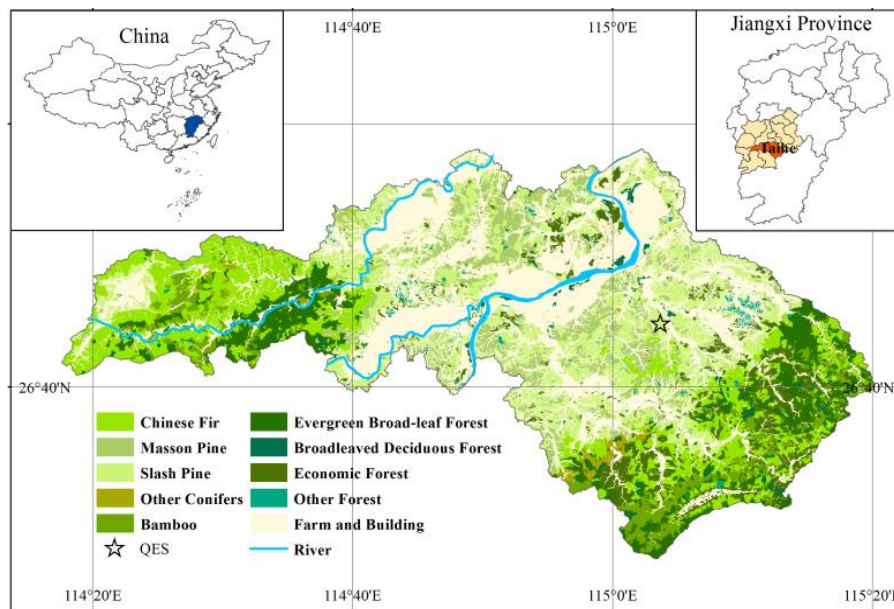 114°40'E
115°0'E
China
Jiangxi Province
Taihe
26°40'N
26°40'N
Chinese Fir
Masson Pine
Slash Pine
Other Conifers
Bamboo
QES
Evergreen Broad-leaf Forest
Broadleaved Deciduous Forest
Economic Forest
Other Forest
Farm and Building
River
114°20'E
114°40'E
115°0'E
115°20'E